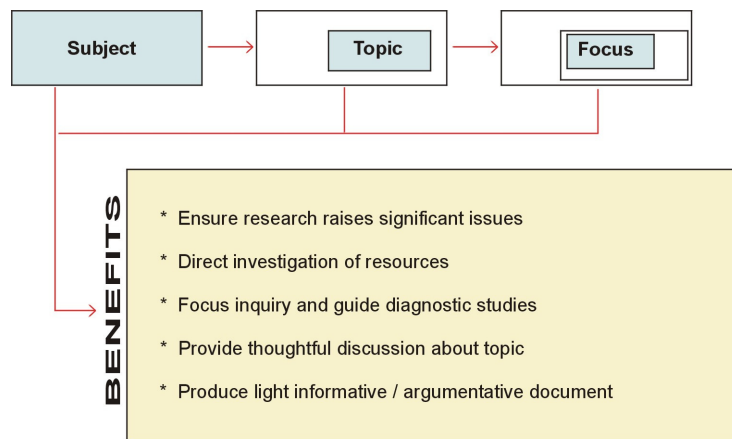 Subject
Topic
Focus
BENEFITS
* Ensure research raises significant issues
* Direct investigation of resources
* Focus inquiry and guide diagnostic studies
* Provide thoughtful discussion about topic
* Produce light informative / argumentative document